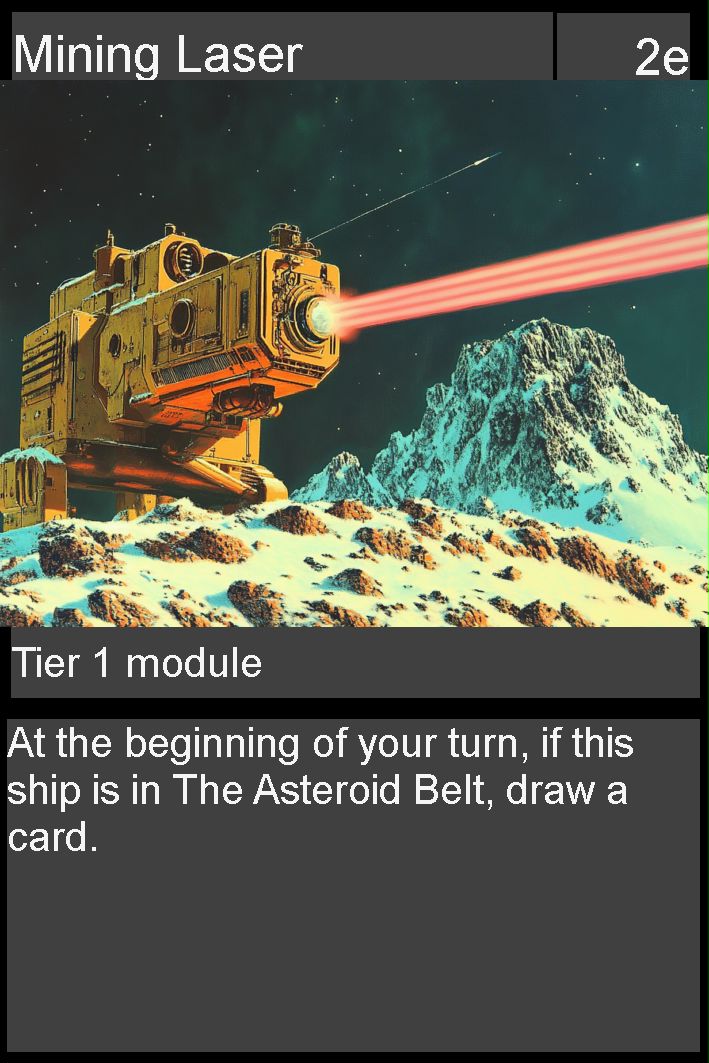 Mining Laser
2e
Tier 1 module
At the beginning of your turn, if this
ship is in The Asteroid Belt, draw a
card.